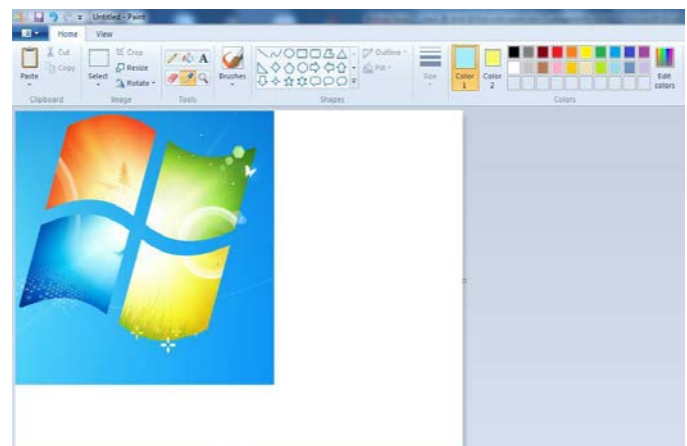 Untitled - Paint
Home View
Paste
Cut
Copy
Select
Crop
Resize
Rotate
A
Brushes
Outline
Fill
Size
Color 1
Color 2
Edit colors
Clipboard
Image
Tools
Shapes
Colors